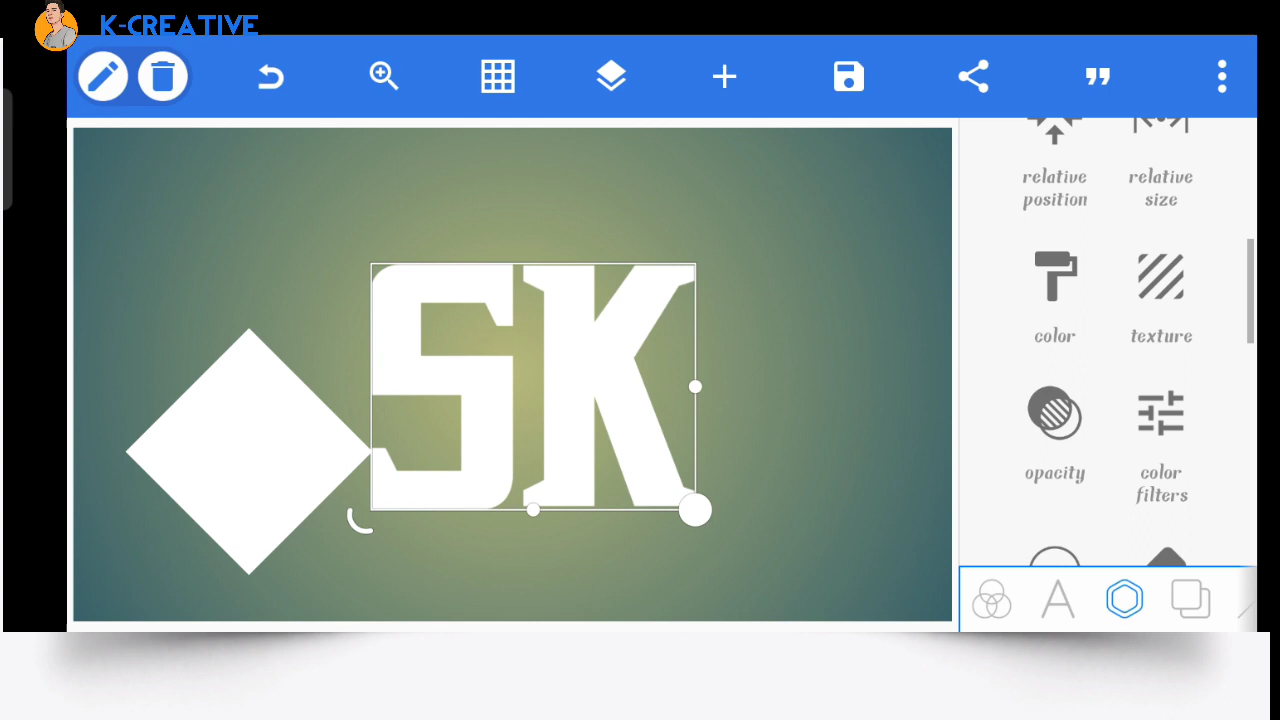 K-CREATIVE
relative position
relative size
SK
color
texture
opacity
color filters